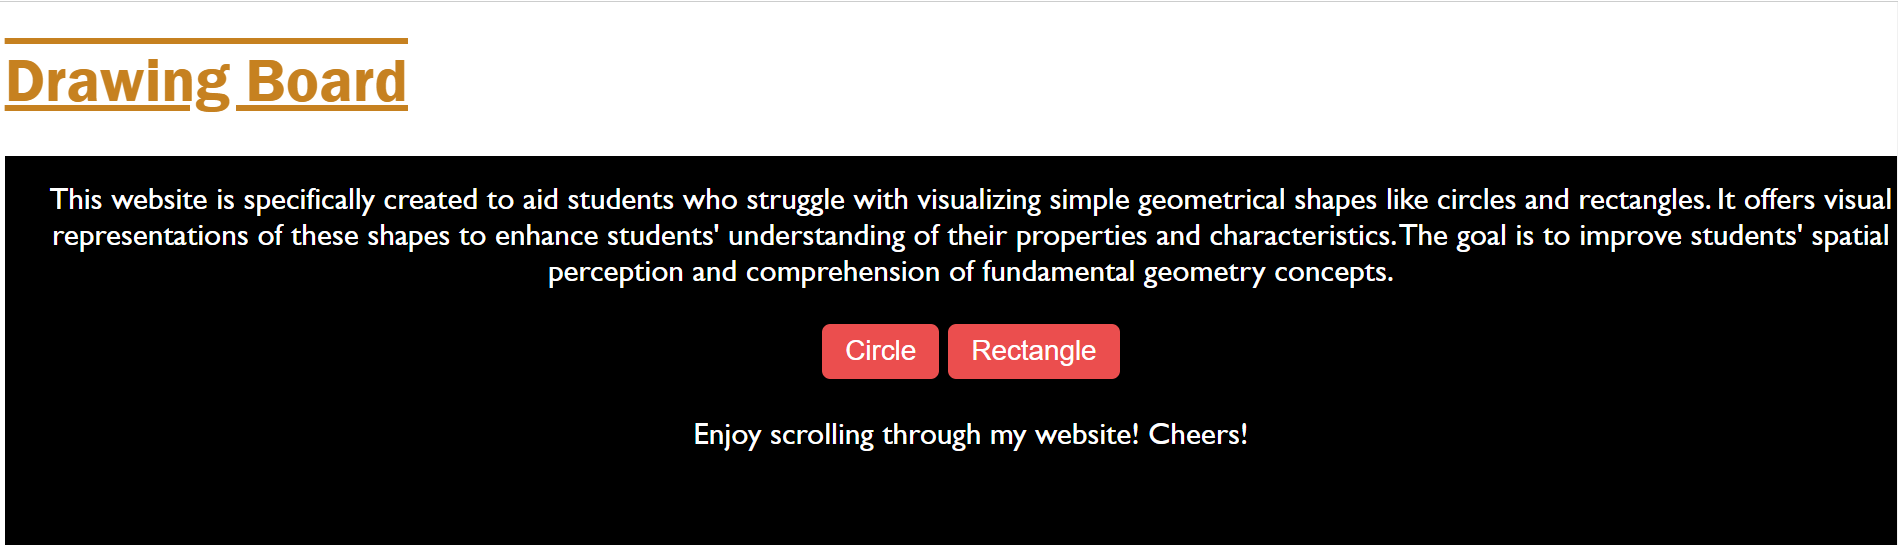 Drawing Board
This website is specifically created to aid students who struggle with visualizing simple geometrical shapes like circles and rectangles. It offers visual
representations of these shapes to enhance students' understanding of their properties and characteristics. The goal is to improve students' spatial
perception and comprehension of fundamental geometry concepts.
Circle Rectangle
Enjoy scrolling through my website! Cheers!